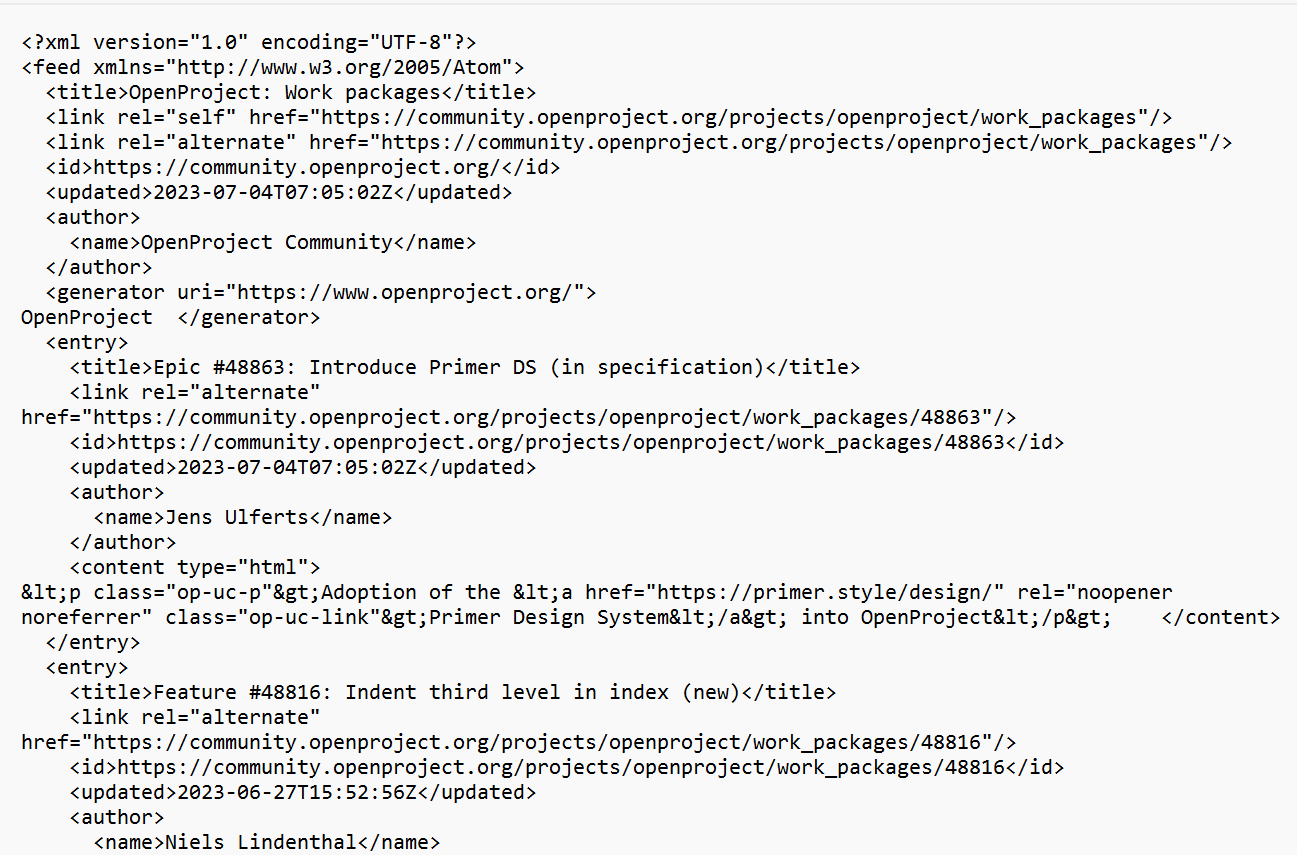 <?xml version="1.0" encoding="UTF-8"?>
<feed xmlns="http://www.w3.org/2005/Atom">
  <title>OpenProject: Work packages</title>
  <link rel="self" href="https://community.openproject.org/projects/openproject/work_packages"/>
  <link rel="alternate" href="https://community.openproject.org/projects/openproject/work_packages"/>
  <id>https://community.openproject.org/</id>
  <updated>2023-07-04T07:05:02Z</updated>
  <author>
    <name>OpenProject Community</name>
  </author>
  <generator uri="https://www.openproject.org/">
OpenProject  </generator>
  <entry>
    <title>Epic #48863: Introduce Primer DS (in specification)</title>
    <link rel="alternate"
href="https://community.openproject.org/projects/openproject/work_packages/48863"/>
    <id>https://community.openproject.org/projects/openproject/work_packages/48863</id>
    <updated>2023-07-04T07:05:02Z</updated>
    <author>
      <name>Jens Ulferts</name>
    </author>
    <content type="html">
&lt;p class="op-uc-p"&gt;Adoption of the &lt;a href="https://primer.style/design/" rel="noopener
noreferrer" class="op-uc-link"&gt;Primer Design System&lt;/a&gt; into OpenProject&lt;/p&gt;    </content>
  </entry>
  <entry>
    <title>Feature #48816: Indent third level in index (new)</title>
    <link rel="alternate"
href="https://community.openproject.org/projects/openproject/work_packages/48816"/>
    <id>https://community.openproject.org/projects/openproject/work_packages/48816</id>
    <updated>2023-06-27T15:52:56Z</updated>
    <author>
      <name>Niels Lindenthal</name>